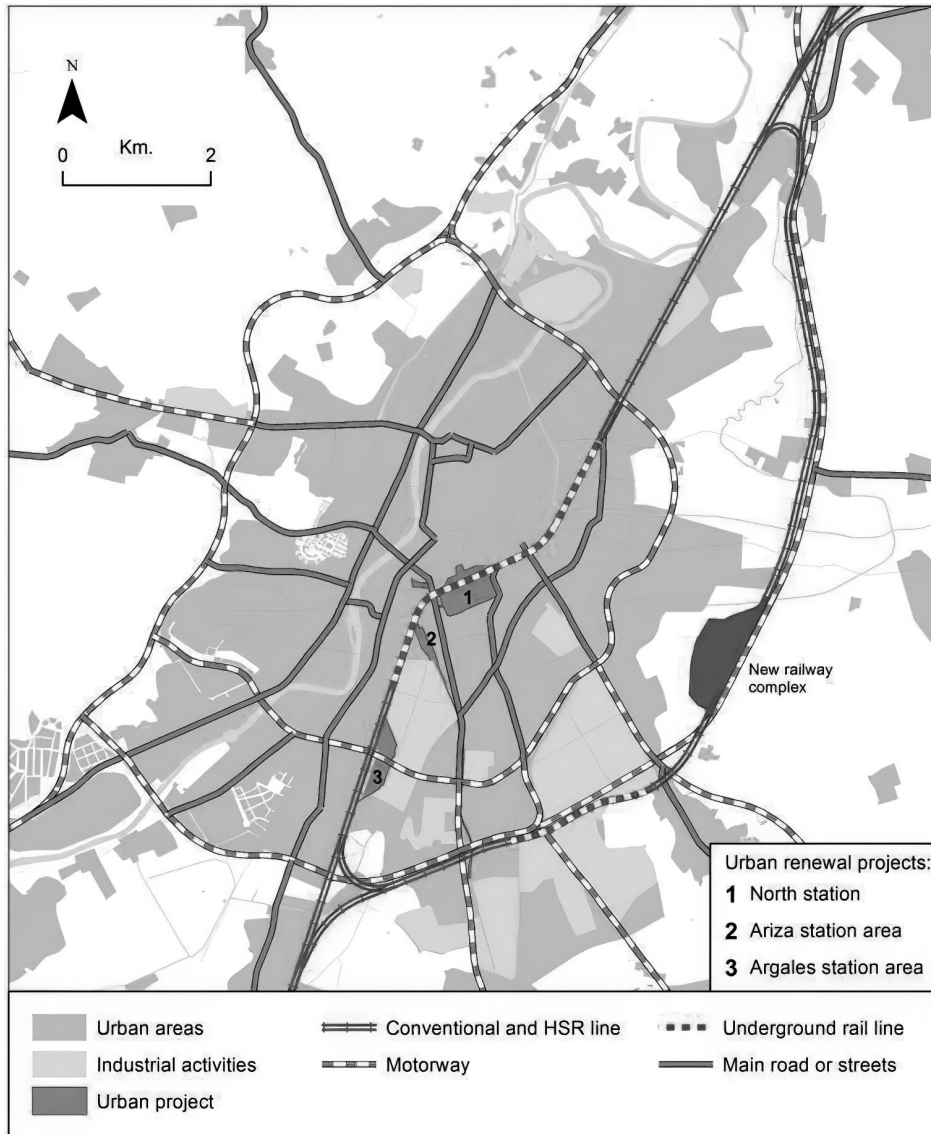 N
Km.
0 2
1
2
3
New railway
complex
Urban renewal projects:
1 North station
2 Ariza station area
3 Argales station area
Urban areas
Conventional and HSR line
Underground rail line
Industrial activities
Motorway
Main road or streets
Urban project